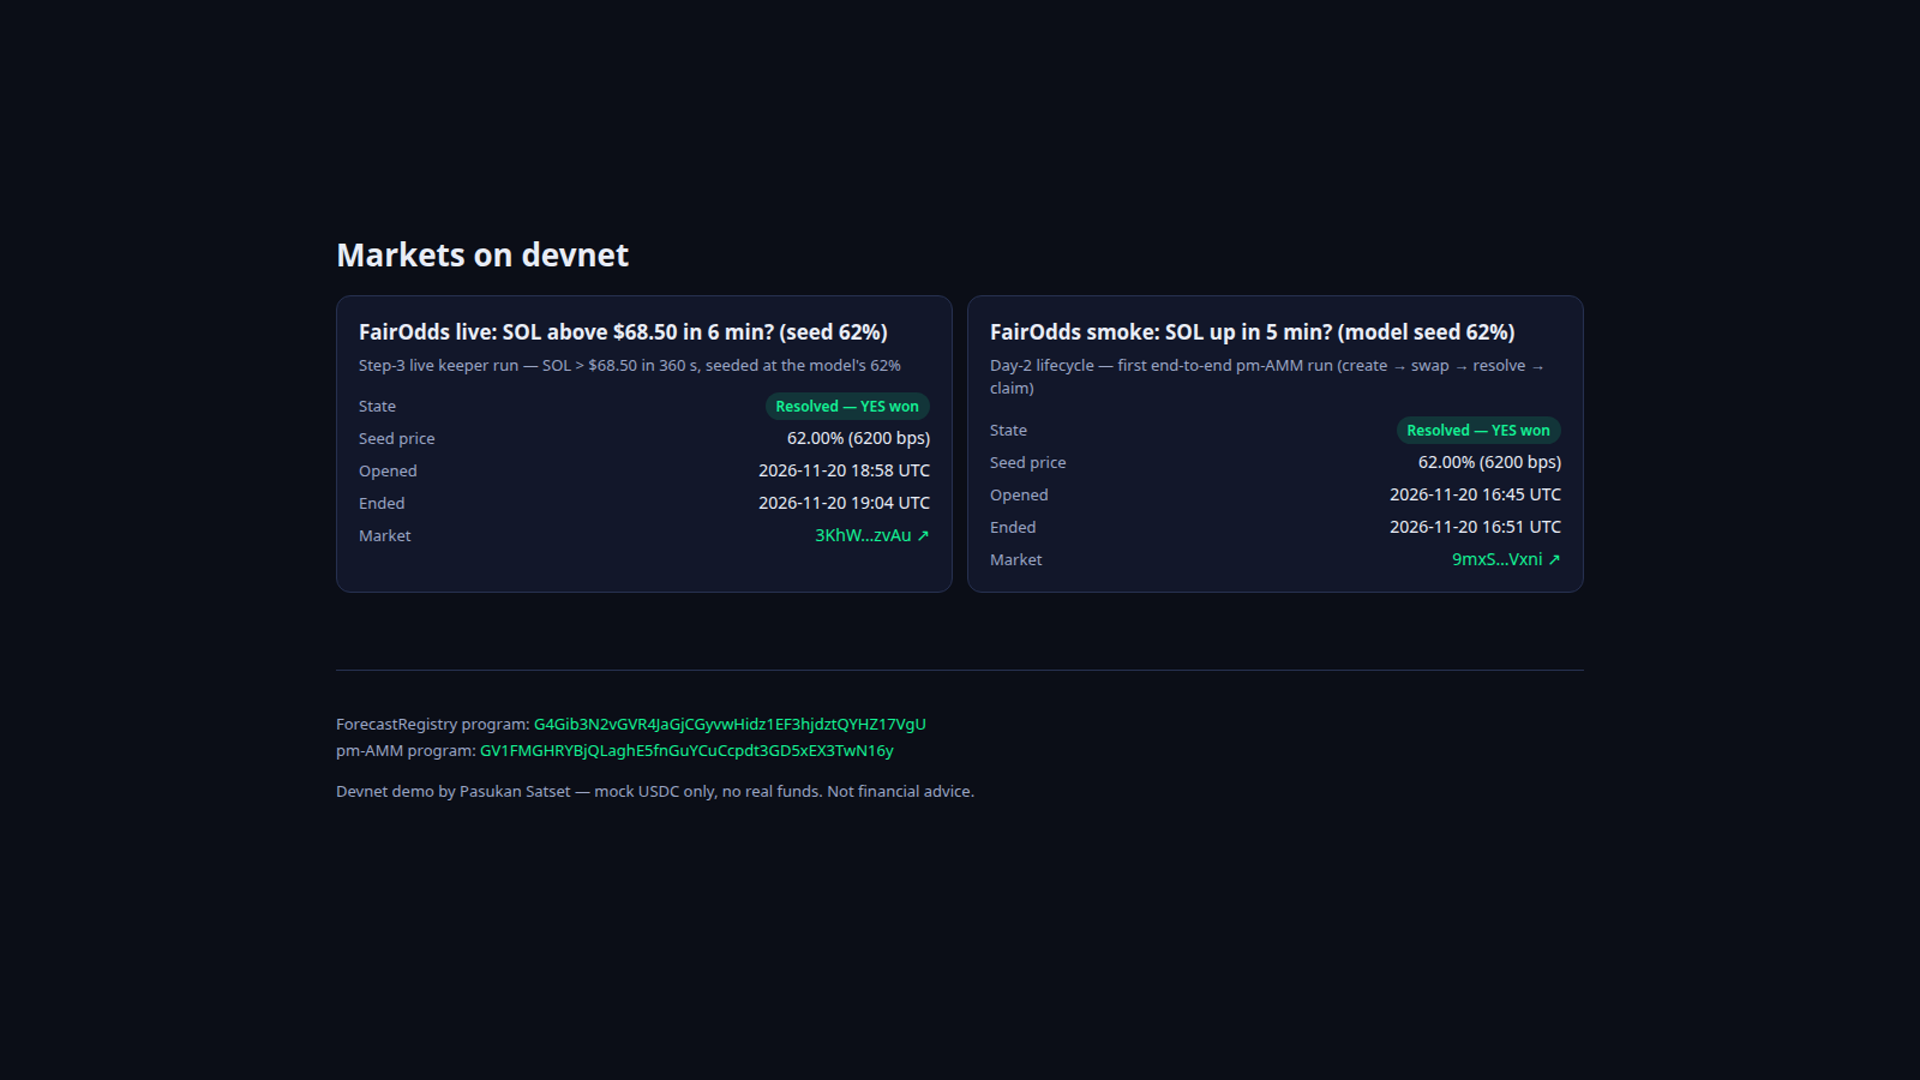 Markets on devnet
FairOdds live: SOL above $68.50 in 6 min? (seed 62%)
Step-3 live keeper run — SOL > $68.50 in 360 s, seeded at the model's 62%
State Resolved — YES won
Seed price 62.00% (6200 bps)
Opened 2026-11-20 18:58 UTC
Ended 2026-11-20 19:04 UTC
Market 3KhW...zvAu ↗
FairOdds smoke: SOL up in 5 min? (model seed 62%)
Day-2 lifecycle — first end-to-end pm-AMM run (create → swap → resolve →
claim)
State Resolved — YES won
Seed price 62.00% (6200 bps)
Opened 2026-11-20 16:45 UTC
Ended 2026-11-20 16:51 UTC
Market 9mxS...Vxni ↗
ForecastRegistry program: G4Gib3N2vGVR4JaGjCGyvwHidz1EF3hjdztQYHZ17VgU
pm-AMM program: GV1FMGHRYBjQLaghE5fnGuYCuCcpdt3GD5xEX3TwN16y
Devnet demo by Pasukan Satset — mock USDC only, no real funds. Not financial advice.